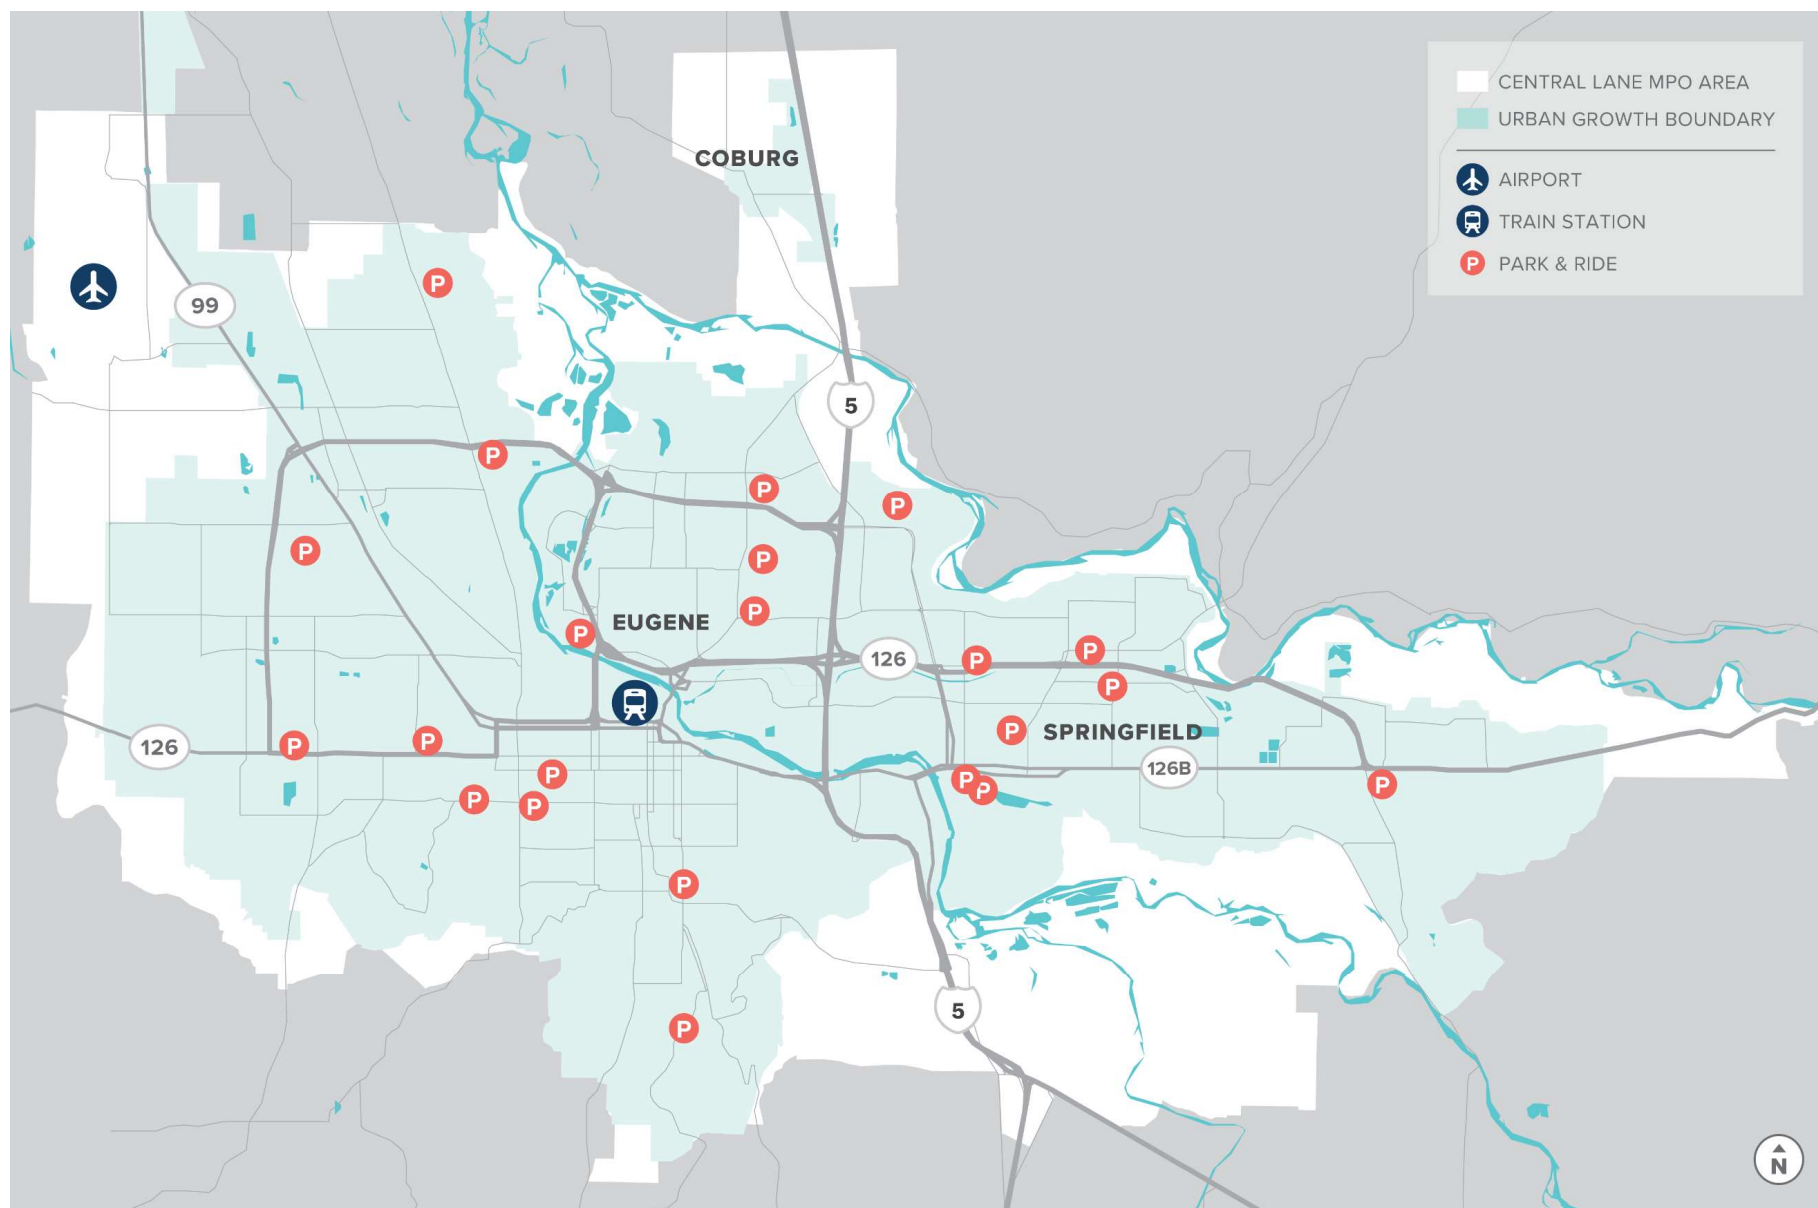 CENTRAL LANE MPO AREA
URBAN GROWTH BOUNDARY
AIRPORT
TRAIN STATION
P PARK & RIDE
COBURG
P
99
5
P
P
P
P
P
P
P
P
EUGENE
126
P
P
P
P
SPRINGFIELD
126
P
P
126B
P
P
P
P
P
P
P
P
5
P
N